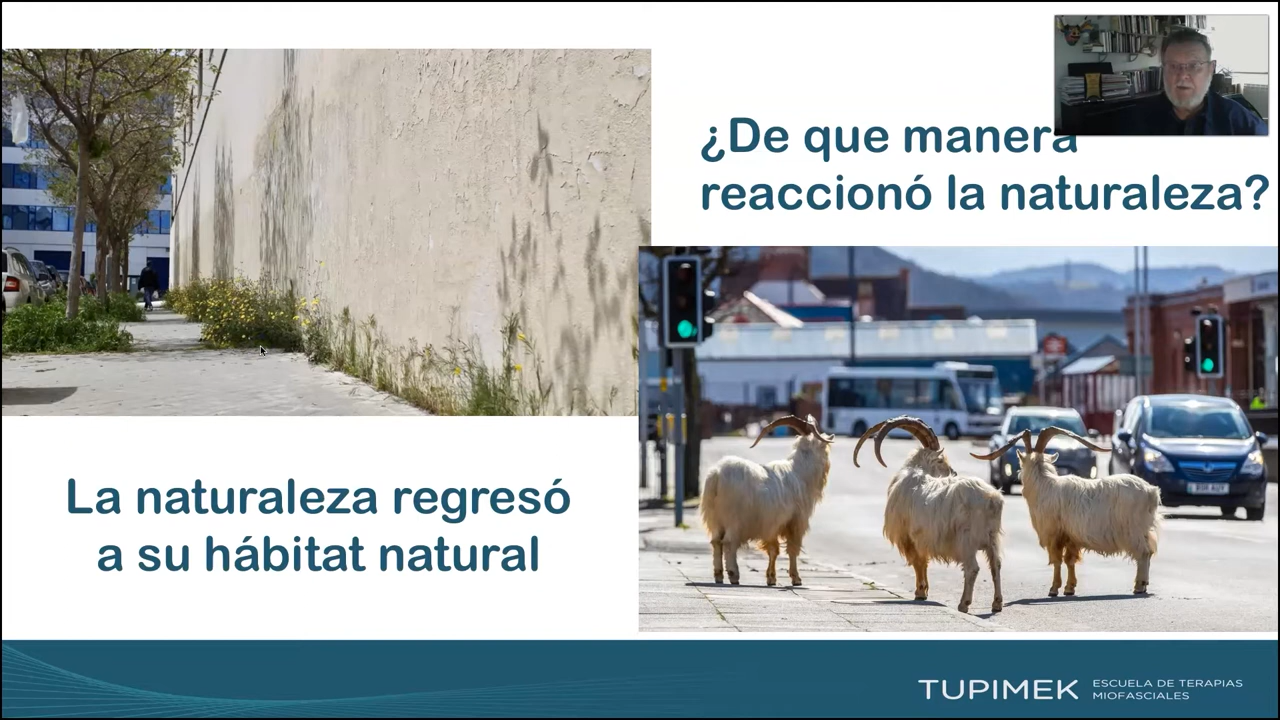 ¿De que manera
reaccionó la naturaleza?
La naturaleza regresó
a su hábitat natural
TUPIMEK
ESCUELA DE TERAPIAS
MIOFASCIALES